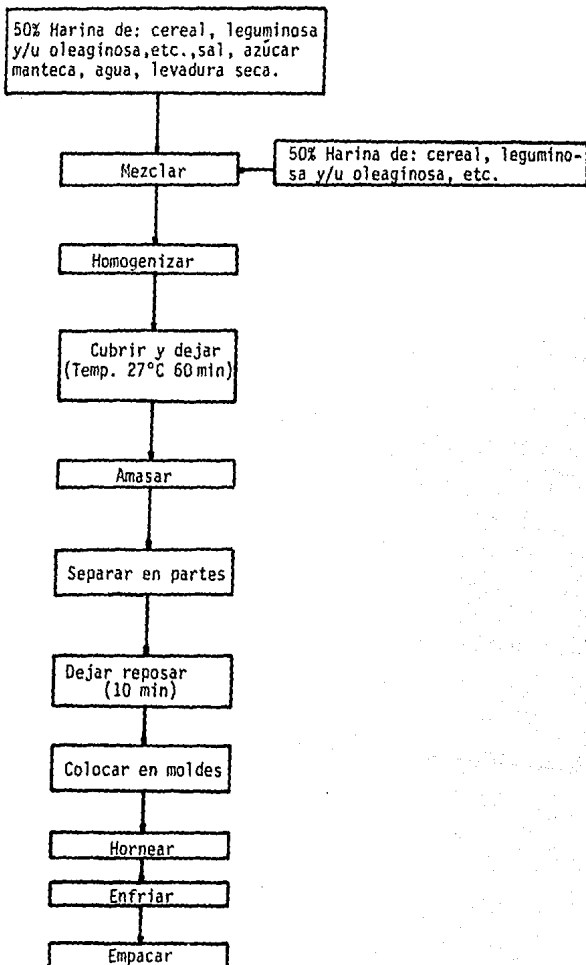 50% Harina de: cereal, leguminosa
y/u oleaginosa,etc.,sal, azúcar
manteca, agua, levadura seca.
Mezclar
50% Harina de: cereal, legumino-
sa y/u oleaginosa, etc.
Homogenizar
Cubrir y dejar
(Temp. 27°C 60 min)
Amasar
Separar en partes
Dejar reposar
(10 min)
Colocar en moldes
Hornear
Enfriar
Empacar